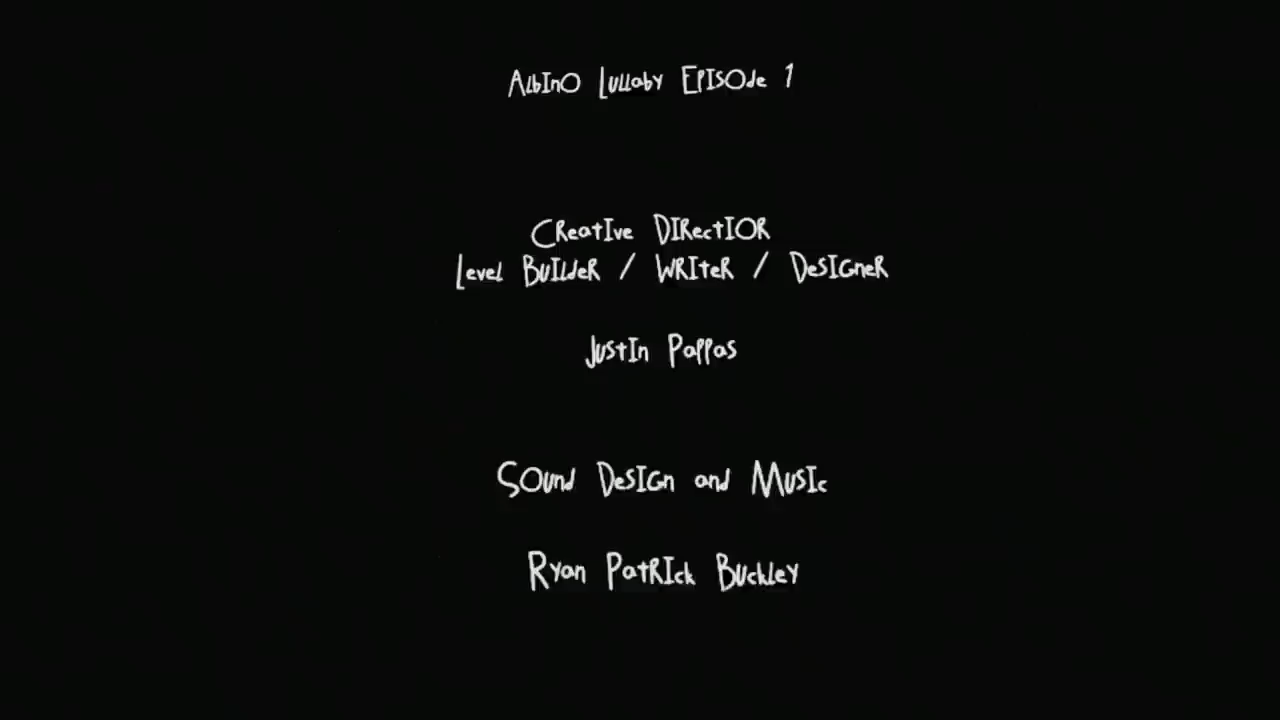 Albino Lullaby Episode 1
Creative Directior
Level Builder / Writer / Designer
Justin Pappas
Sound Design and Music
Ryan Patrick Buckley